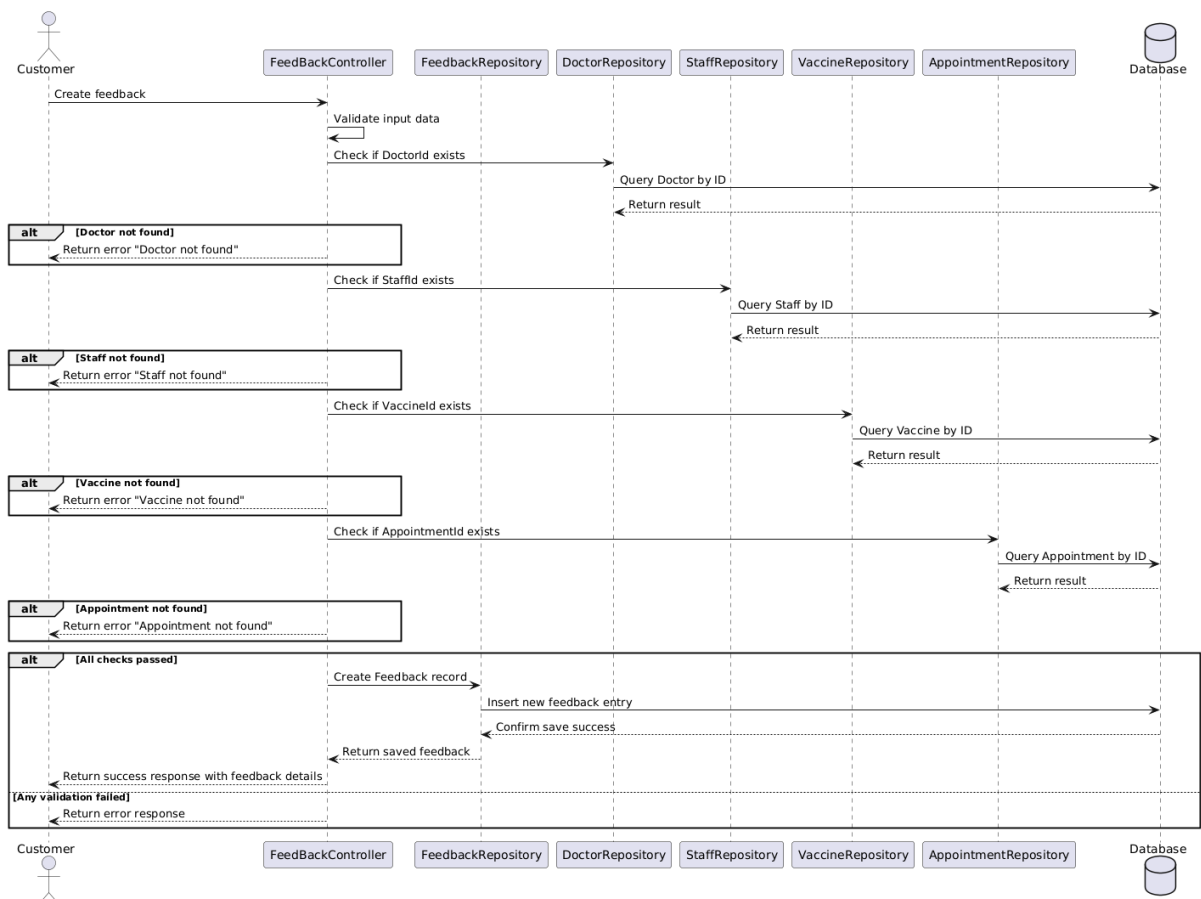 Customer
FeedBackController
FeedbackRepository
DoctorRepository
StaffRepository
VaccineRepository
AppointmentRepository
Database
Create feedback
Validate input data
Check if DoctorId exists
Query Doctor by ID
Return result
alt [Doctor not found]
Return error "Doctor not found"
Check if StaffId exists
Query Staff by ID
Return result
alt [Staff not found]
Return error "Staff not found"
Check if VaccineId exists
Query Vaccine by ID
Return result
alt [Vaccine not found]
Return error "Vaccine not found"
Check if AppointmentId exists
Query Appointment by ID
Return result
alt [Appointment not found]
Return error "Appointment not found"
alt [All checks passed]
Create Feedback record
Insert new feedback entry
Confirm save success
Return saved feedback
Return success response with feedback details
[Any validation failed]
Return error response
Customer
FeedBackController
FeedbackRepository
DoctorRepository
StaffRepository
VaccineRepository
AppointmentRepository
Database